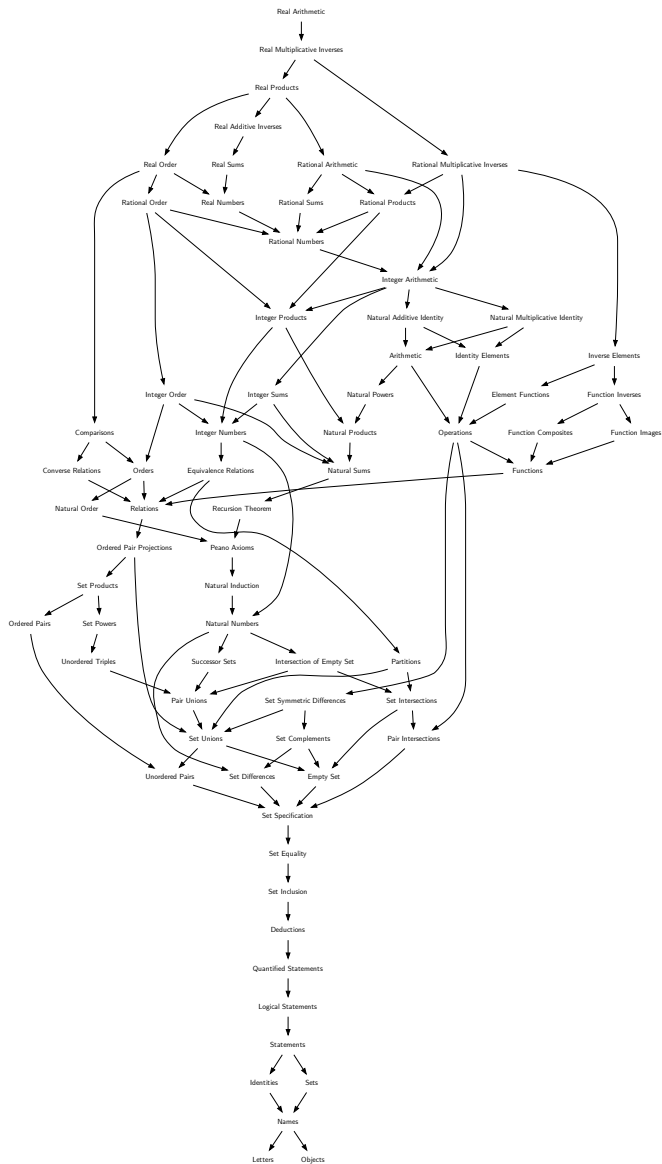 Real Arithmetic
Real Multiplicative Inverses
Real Products
Real Additive Inverses
Real Order
Real Sums
Rational Arithmetic
Rational Multiplicative Inverses
Rational Order
Real Numbers
Rational Sums
Rational Products
Rational Numbers
Integer Arithmetic
Integer Products
Natural Additive Identity
Natural Multiplicative Identity
Arithmetic
Identity Elements
Inverse Elements
Integer Order
Integer Sums
Natural Powers
Element Functions
Function Inverses
Comparisons
Integer Numbers
Natural Products
Operations
Function Composites
Function Images
Converse Relations
Orders
Equivalence Relations
Natural Sums
Functions
Natural Order
Relations
Recursion Theorem
Ordered Pair Projections
Peano Axioms
Set Products
Natural Induction
Ordered Pairs
Set Powers
Natural Numbers
Unordered Triples
Successor Sets
Intersection of Empty Set
Partitions
Pair Unions
Set Symmetric Differences
Set Intersections
Set Unions
Set Complements
Pair Intersections
Unordered Pairs
Set Differences
Empty Set
Set Specification
Set Equality
Set Inclusion
Deductions
Quantified Statements
Logical Statements
Statements
Identities
Sets
Names
Letters
Objects